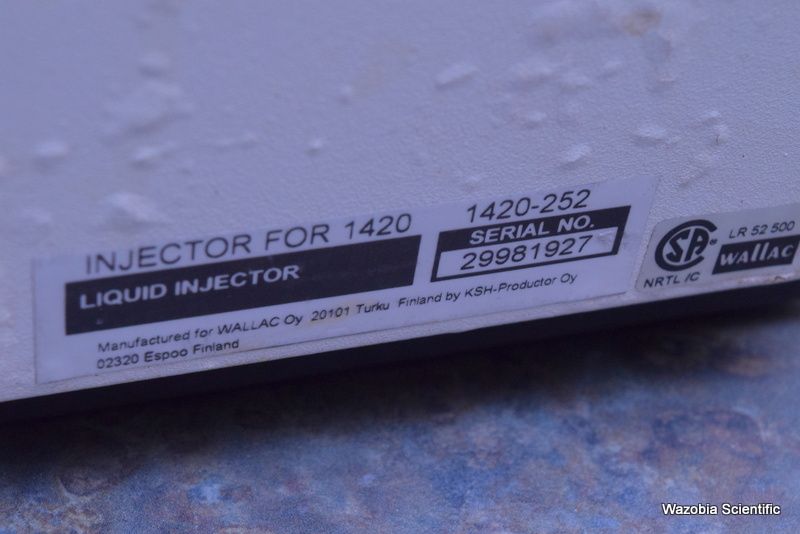 INJECTOR FOR 1420 1420-252
LIQUID INJECTOR
SERIAL NO.
29981927
Manufactured for WALLAC Oy 20101 Turku Finland by KSH-Productor Oy
02320 Espoo Finland
SA®
NRTL/C
LR 52 500
WALLAC
Wazobia Scientific